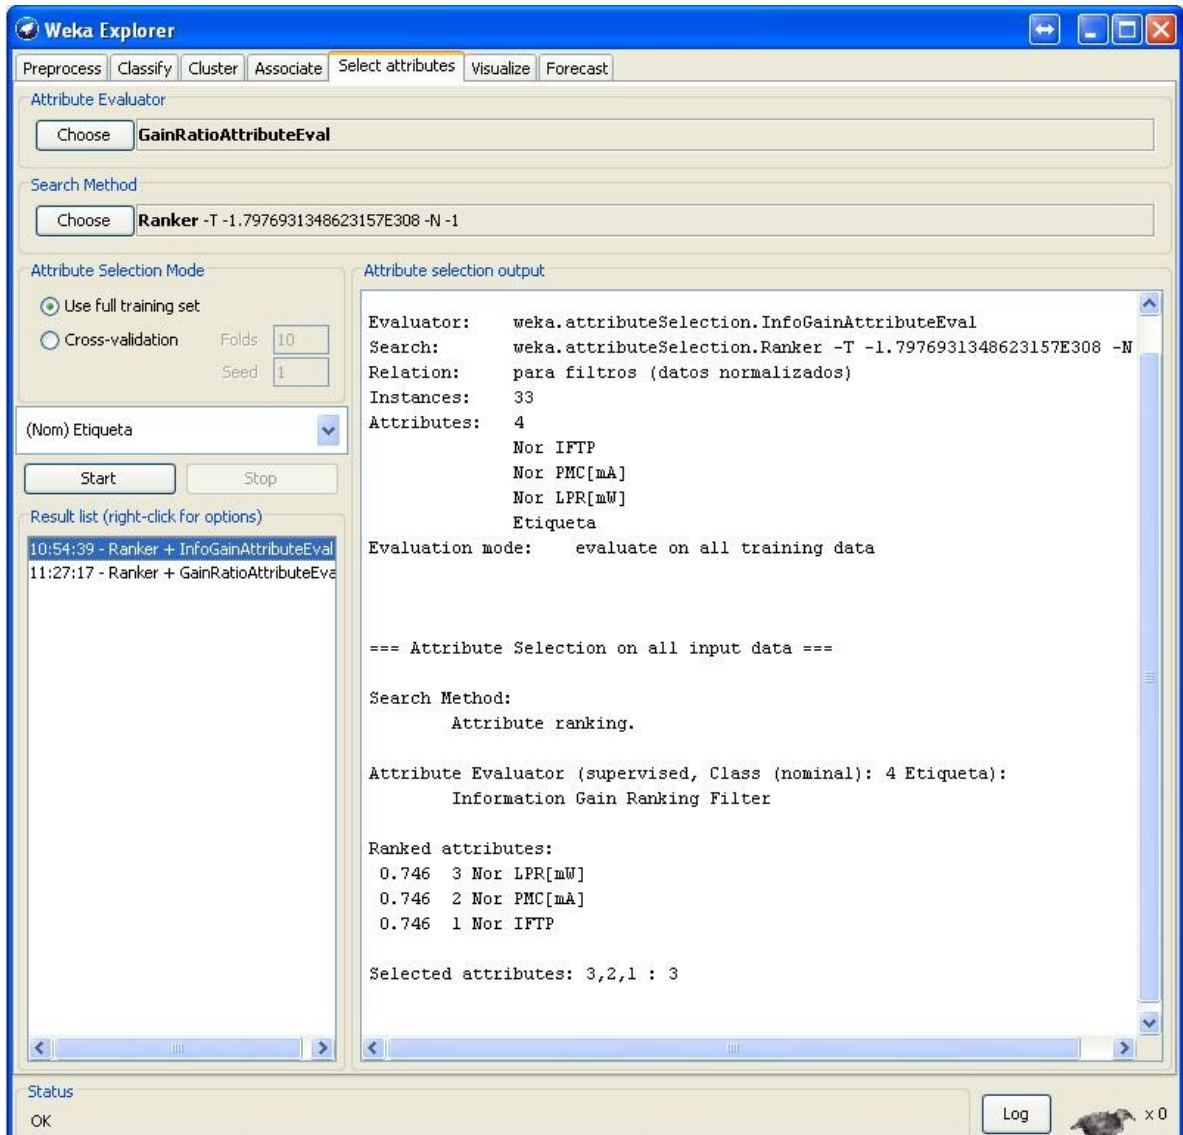 Weka Explorer
Preprocess Classify Cluster Associate Select attributes Visualize Forecast
Attribute Evaluator
Choose GainRatioAttributeEval
Search Method
Choose Ranker -T -1.7976931348623157E308 -N -1
Attribute Selection Mode
Use full training set
Cross-validation Folds 10
Seed 1
(Nom) Etiqueta
Start Stop
Result list (right-click for options)
10:54:39 - Ranker + InfoGainAttributeEval
11:27:17 - Ranker + GainRatioAttributeEva
Attribute selection output
Evaluator: weka.attributeSelection.InfoGainAttributeEval
Search: weka.attributeSelection.Ranker -T -1.7976931348623157E308 -N
Relation: para filtros (datos normalizados)
Instances: 33
Attributes: 4
Nor IFTP
Nor PMC[mA]
Nor LPR[mW]
Etiqueta
Evaluation mode: evaluate on all training data
=== Attribute Selection on all input data ===
Search Method:
Attribute ranking.
Attribute Evaluator (supervised, Class (nominal): 4 Etiqueta):
Information Gain Ranking Filter
Ranked attributes:
0.746 3 Nor LPR[mW]
0.746 2 Nor PMC[mA]
0.746 1 Nor IFTP
Selected attributes: 3,2,1 : 3
Status
OK
Log x 0